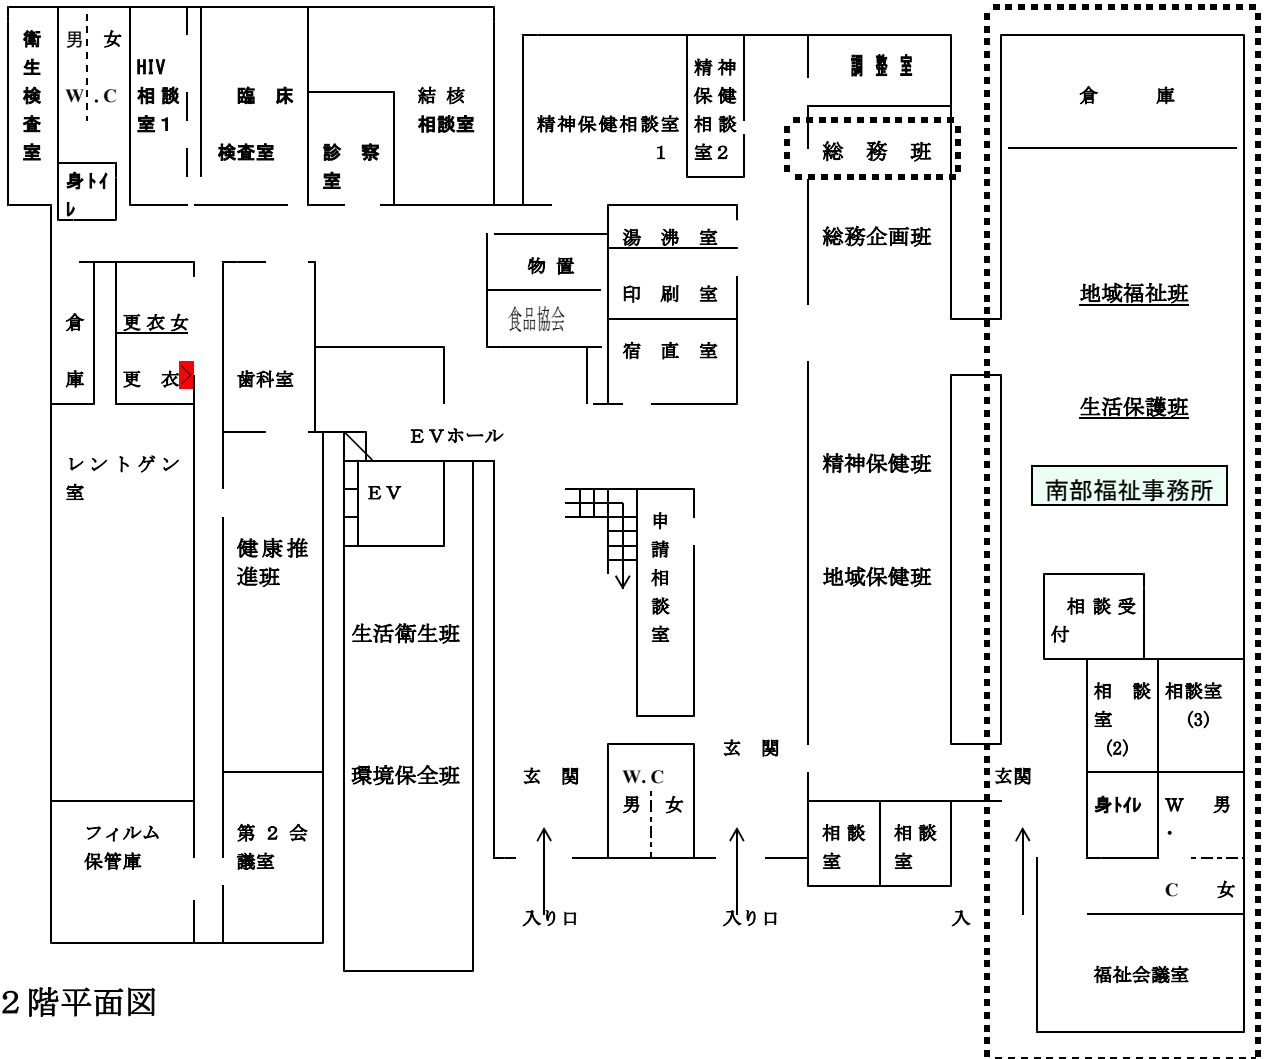 衛生検査室
男 女
W.C
身ﾄｲﾚ
HIV
相談
室１
臨 床
検査室
診 察
室
結 核
相談室
精神保健相談室
１
精 神
保 健
相 談
室２
調整室
総 務 班
総務企画班
倉 庫
地域福祉班
生活保護班
南部福祉事務所
湯 沸 室
印 刷 室
宿 直 室
物 置
食品協会
倉
庫
更衣女
更 衣
歯科室
ＥＶホール
ＥＶ
レントゲン
室
健康推
進班
申請相談室
精神保健班
地域保健班
生活衛生班
環境保全班
相談受
付
相 談
室
(2)
相談室
(3)
玄 関
玄 関
玄関
W.C
男 女
身ﾄｲﾚ
W 男
・
C 女
フィルム
保管庫
第２会
議室
相談
室
相談
室
入り口
入り口
入
福祉会議室
２階平面図